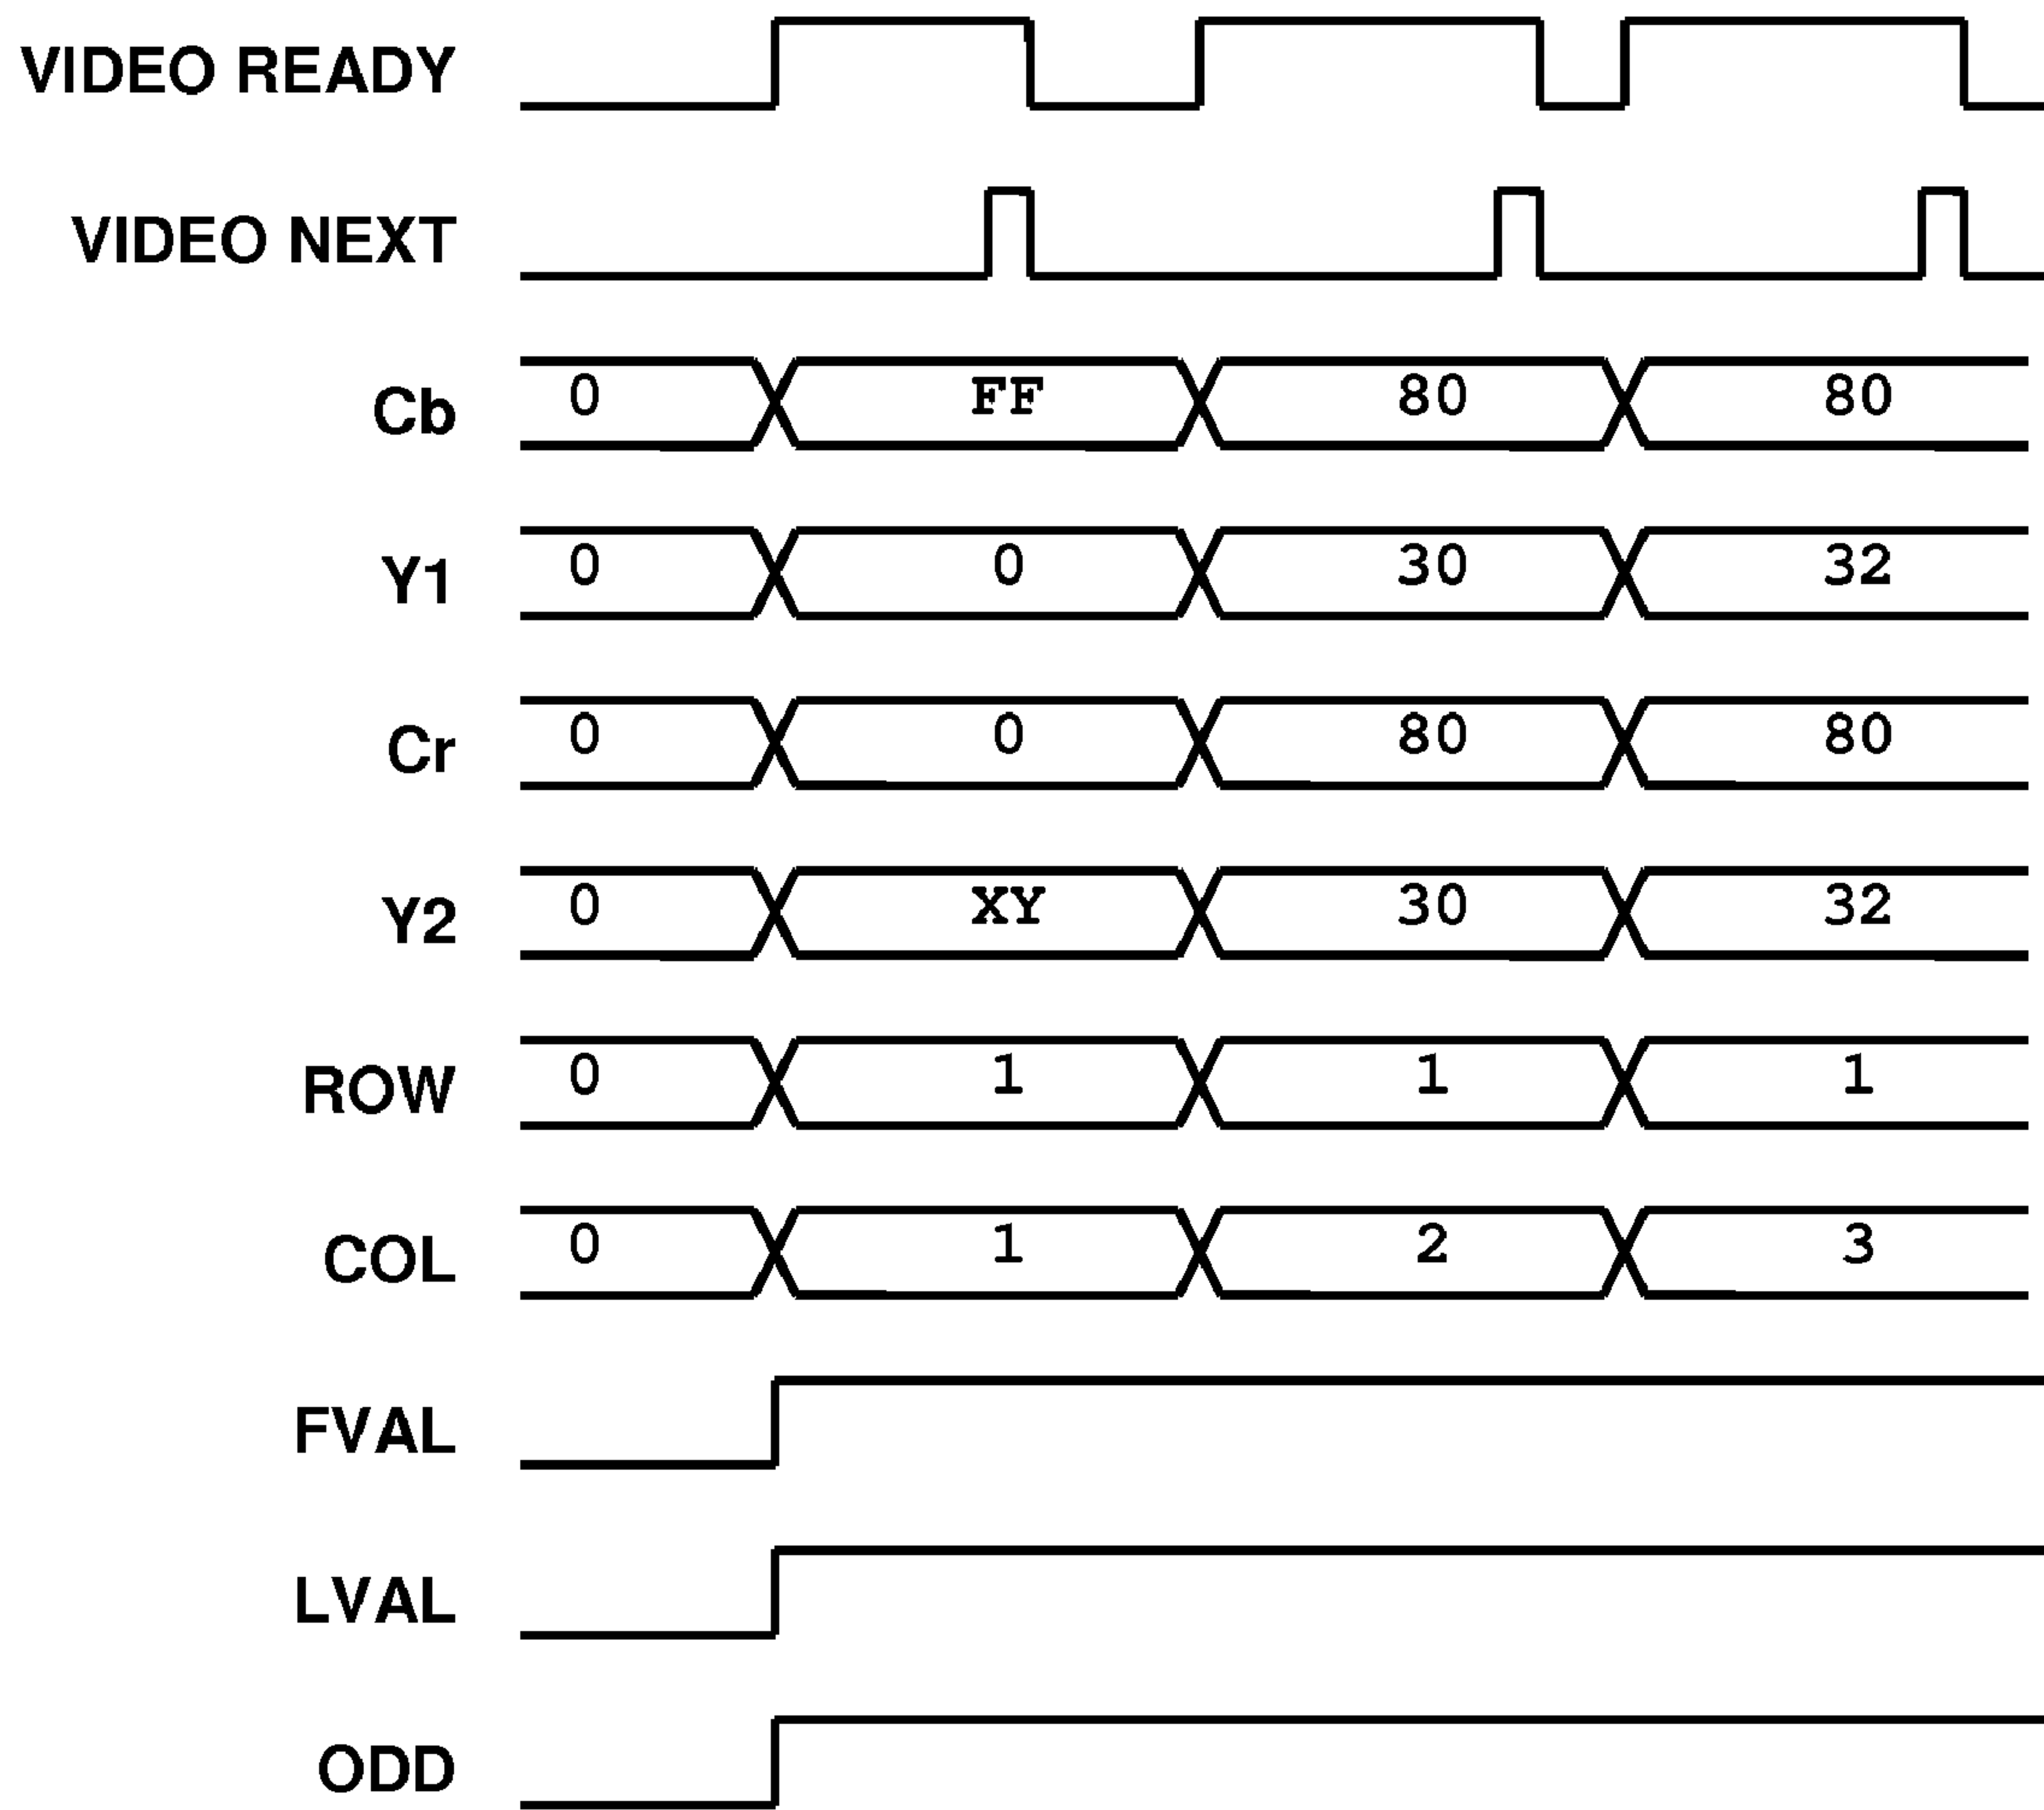 VIDEO READY
VIDEO NEXT
Cb 0 FF 80 80
Y1 0 0 30 32
Cr 0 0 80 80
Y2 0 XY 30 32
ROW 0 1 1 1
COL 0 1 2 3
FVAL
LVAL
ODD